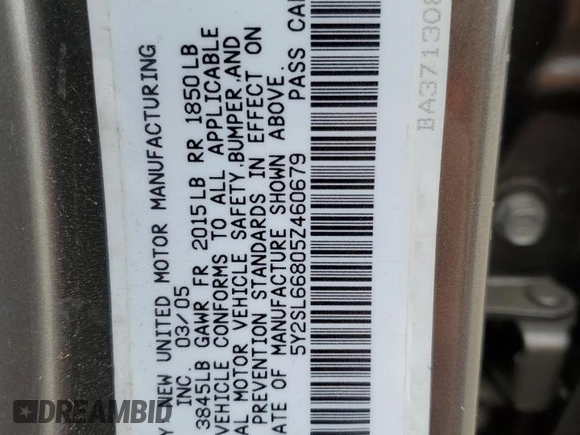 Y NEW UNITED MOTOR MANUFACTURING
INC. 03/05
3845LB GAWR FR 2015LB RR 1850LB
VEHICLE CONFORMS TO ALL APPLICABLE
AL MOTOR VEHICLE SAFETY,BUMPER,AND
PREVENTION STANDARDS IN EFFECT ON
ATE OF MANUFACTURE SHOWN ABOVE.
5Y2SL66805Z460679 PASS CAR
BA371308
DREAMBID